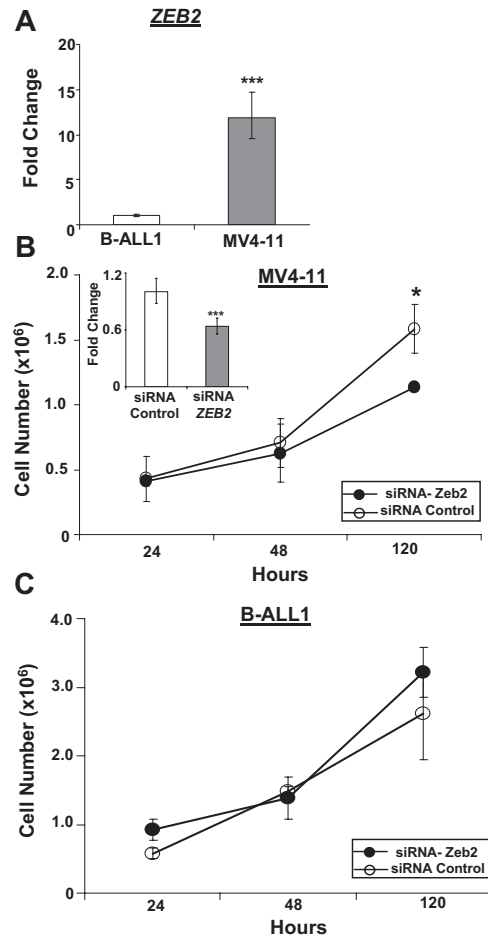 A
ZEB2
Fold Change
20
15
10
5
0
***
B-ALL1
MV4-11
B
MV4-11
Cell Number (x10⁶)
2.0
1.5
1.0
0.5
0
Fold Change
1.2
0.6
0
***
siRNA Control
siRNA ZEB2
*
siRNA- Zeb2
siRNA Control
24
48
120
Hours
C
B-ALL1
Cell Number (x10⁶)
4.0
3.0
2.0
1.0
0
siRNA- Zeb2
siRNA Control
24
48
120
Hours